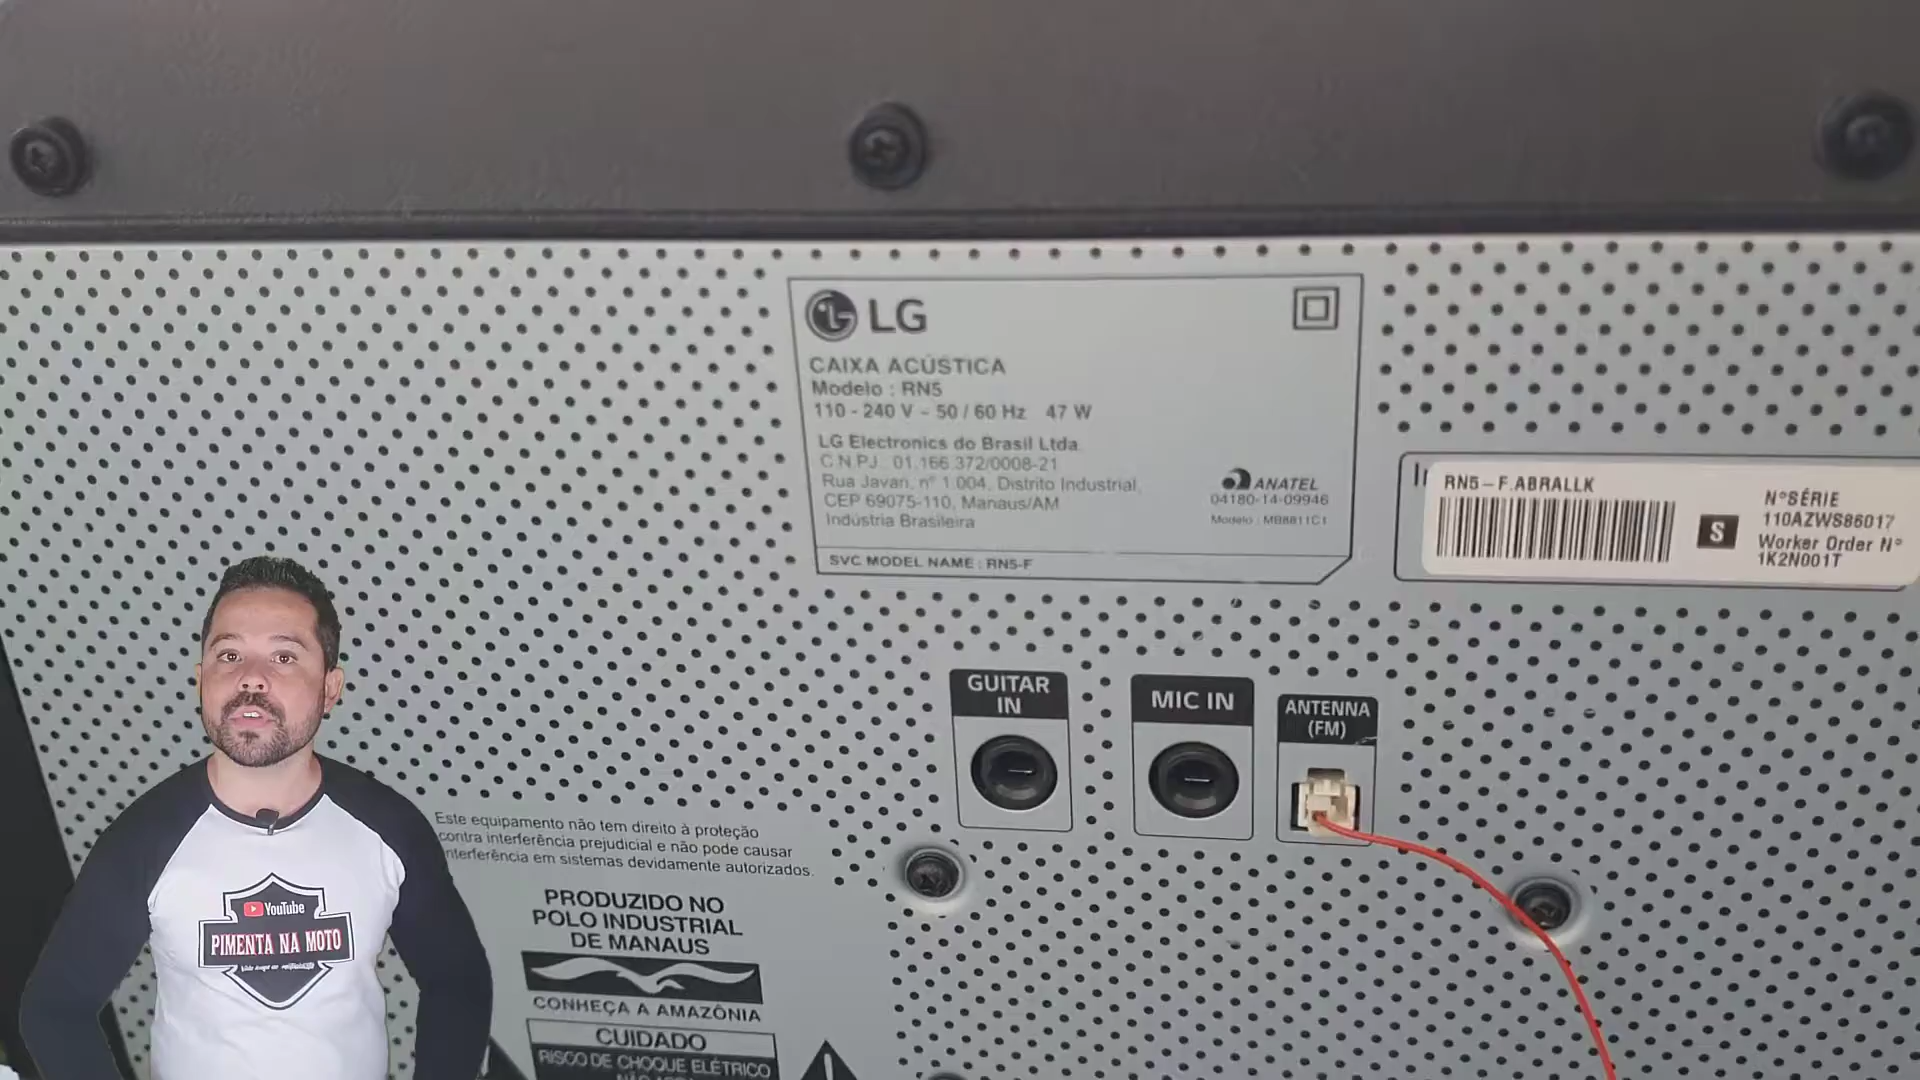 LG
CAIXA ACÚSTICA
Modelo : RN5
110 - 240 V ~ 50 / 60 Hz 47 W
LG Electronics do Brasil Ltda.
C.N.P.J.: 01.166.372/0008-21
Rua Javari, nº 1.004, Distrito Industrial,
CEP 69075-110, Manaus/AM
Indústria Brasileira
ANATEL
04180-14-09946
Modelo : MB8811C1
SVC MODEL NAME : RN5-F
RN5-F.ABRALLK
S
NºSÉRIE
110AZWS86017
Worker Order Nº
1K2N001T
GUITAR
IN
MIC IN
ANTENNA
(FM)
Este equipamento não tem direito à proteção
contra interferência prejudicial e não pode causar
interferência em sistemas devidamente autorizados.
PRODUZIDO NO
POLO INDUSTRIAL
DE MANAUS
CONHEÇA A AMAZÔNIA
CUIDADO
RISCO DE CHOQUE ELÉTRICO
YouTube
PIMENTA NA MOTO